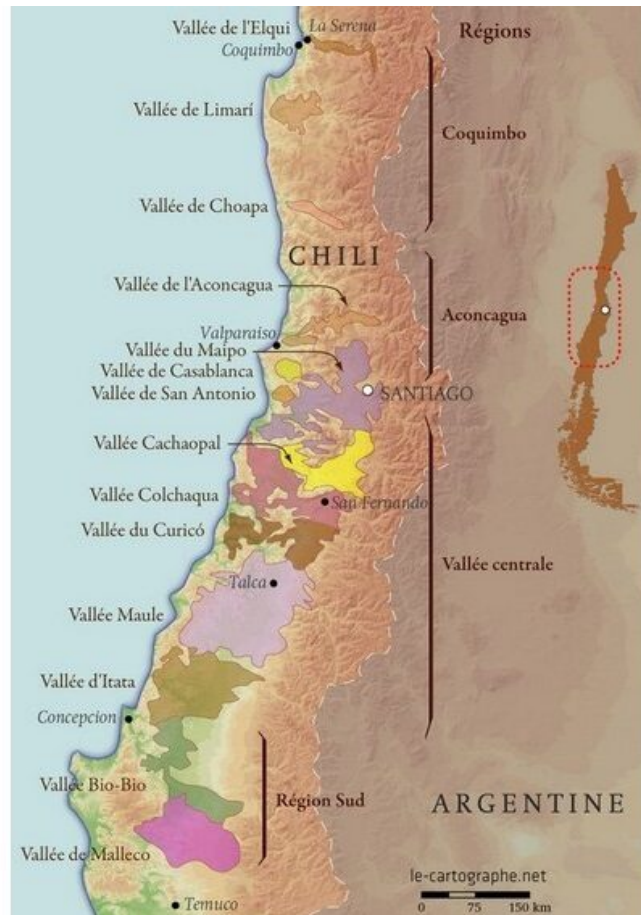 Vallée de l'Elqui
La Serena
Coquimbo
Régions
Vallée de Limarí
Coquimbo
Vallée de Choapa
CHILI
Vallée de l'Aconcagua
Aconcagua
Valparaiso
Vallée du Maipo
Vallée de Casablanca
Vallée de San Antonio
SANTIAGO
Vallée Cachaopal
Vallée Colchaqua
San Fernando
Vallée du Curicó
Vallée centrale
Talca
Vallée Maule
Vallée d'Itata
Concepcion
Vallée Bio-Bio
Région Sud
ARGENTINE
Vallée de Malleco
le-cartographe.net
0 75 150 km
Temuco